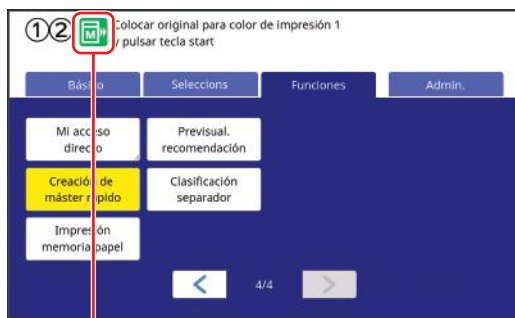 ①② M Colocar original para color de impresión 1
y pulsar tecla start
Básico Seleccions Funciones Admin.
Mi acceso
directo
Previsual.
recomendación
Creación de
máster rápido
Clasificación
separador
Impresión
memoria papel
< 4/4 >